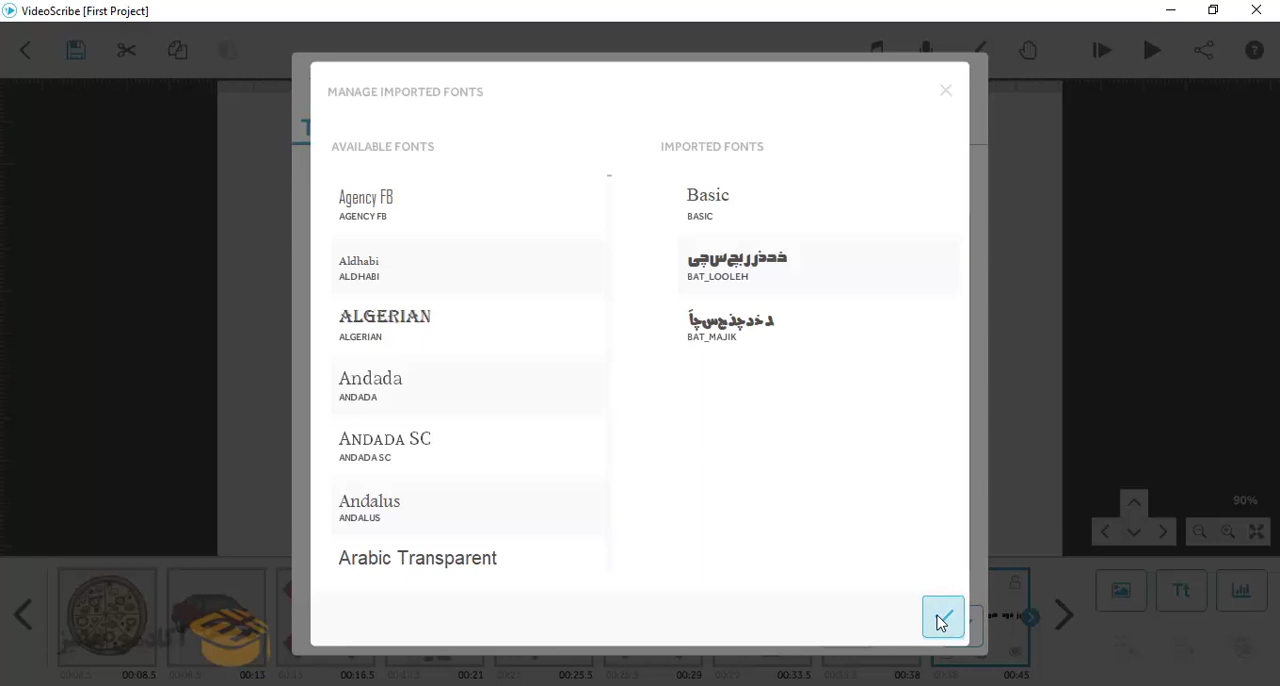 VideoScribe [First Project]
MANAGE IMPORTED FONTS
AVAILABLE FONTS
IMPORTED FONTS
Agency FB
AGENCY FB
Aldhabi
ALDHABI
ALGERIAN
ALGERIAN
Andada
ANDADA
ANDADA SC
ANDADA SC
Andalus
ANDALUS
Arabic Transparent
Basic
BASIC
BAT_LOOLEH
BAT_MAJIK
90%
Tt
00:08.5
00:13
00:16.5
00:21
00:25.5
00:29
00:33.5
00:38
00:45